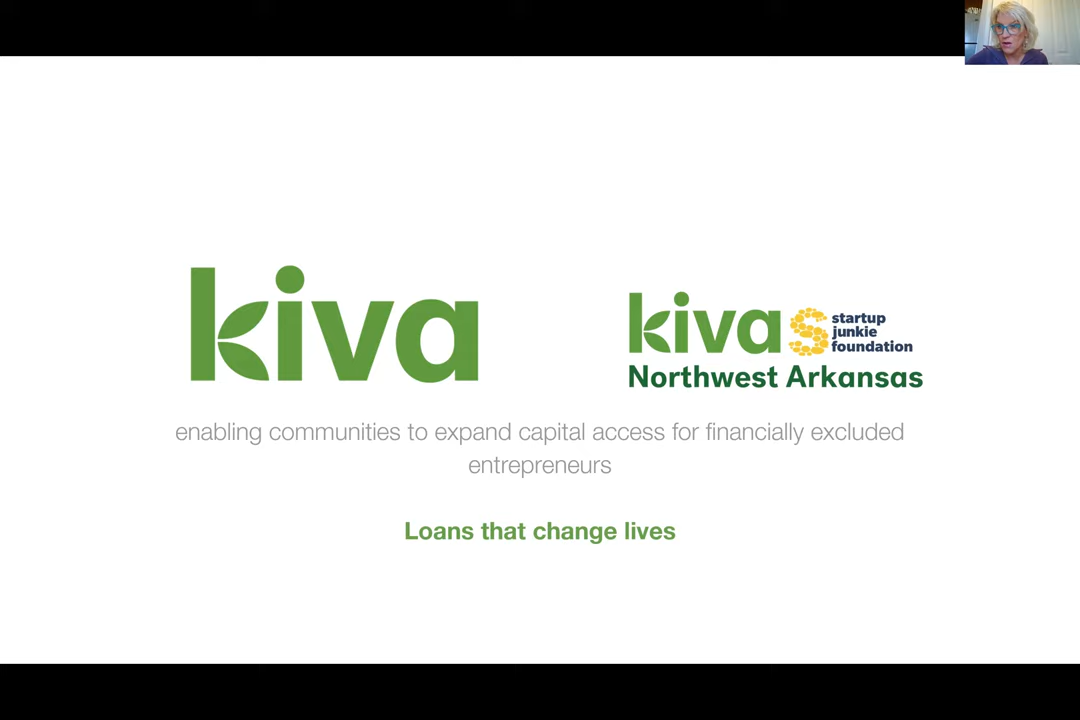 kiva
kiva startup
junkie
foundation
Northwest Arkansas
enabling communities to expand capital access for financially excluded
entrepreneurs
Loans that change lives